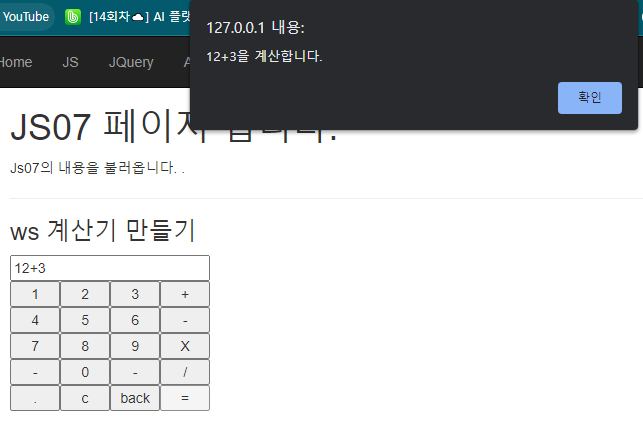 YouTube [14회차☁️] AI 플랫
127.0.0.1 내용:
12+3을 계산합니다.
확인
Home JS JQuery A
JS07 페이지
Js07의 내용을 불러옵니다. .
ws 계산기 만들기
12+3
1 2 3 +
4 5 6 -
7 8 9 X
- 0 - /
. c back =